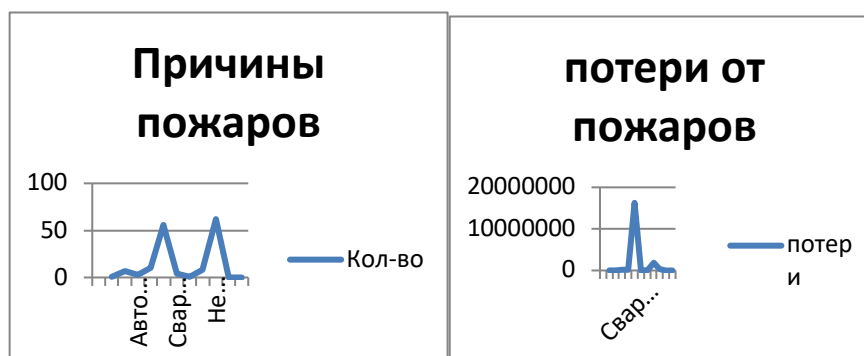 Причины
пожаров
100
50
0
Авто…
Свар…
Не…
Кол-во
потери от
пожаров
20000000
10000000
0
Свар…
потер
и